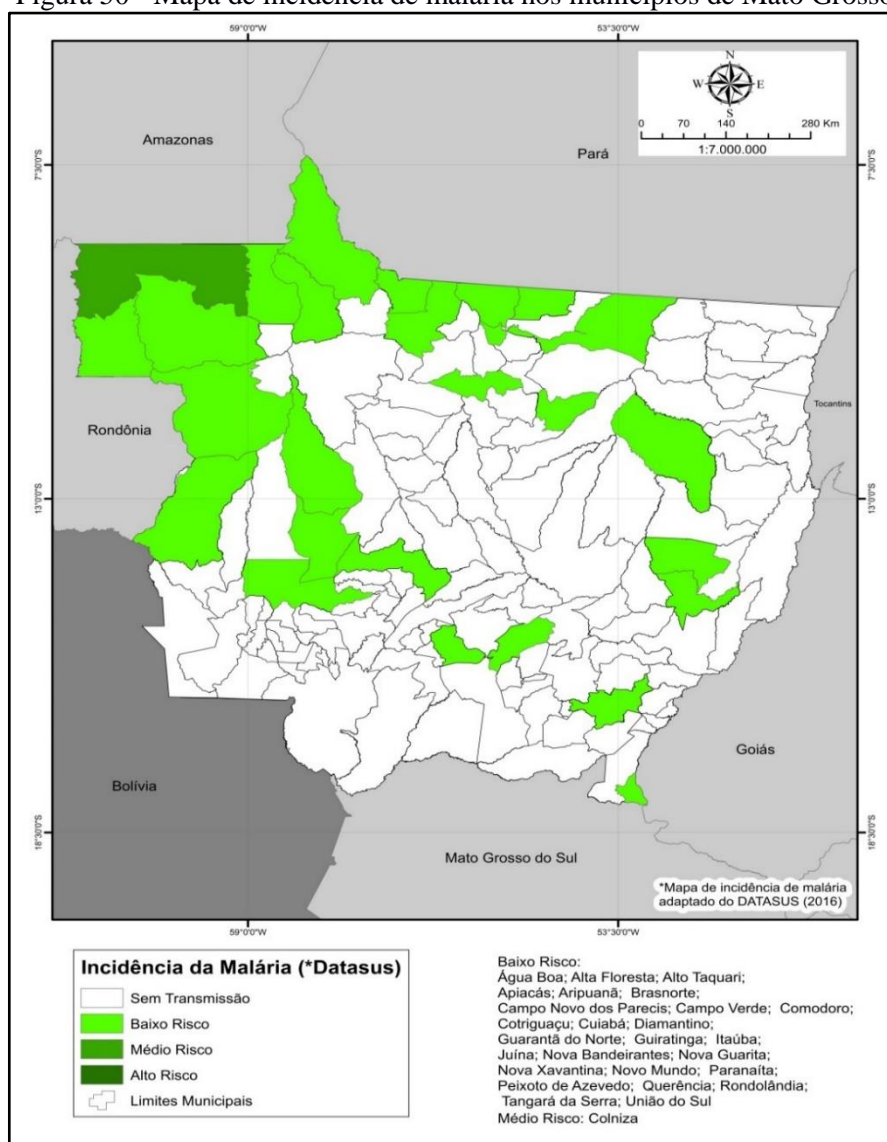 Figura 36 - Mapa de incidência de malária nos municípios de Mato Grosso
59°0'0"W
53°30'0"W
N
W E
S
0 70 140 280 Km
1:7.000.000
Amazonas
Pará
7°30'0"S
7°30'0"S
Tocantins
Rondônia
13°0'0"S
13°0'0"S
Goiás
Bolívia
18°30'0"S
18°30'0"S
Mato Grosso do Sul
*Mapa de incidência de malária
adaptado do DATASUS (2016)
59°0'0"W
53°30'0"W
Incidência da Malária (*Datasus)
Sem Transmissão
Baixo Risco
Médio Risco
Alto Risco
Limites Municipais
Baixo Risco:
Água Boa; Alta Floresta; Alto Taquari;
Apiacás; Aripuanã; Brasnorte;
Campo Novo dos Parecis; Campo Verde; Comodoro;
Cotriguaçu; Cuiabá; Diamantino;
Guarantã do Norte; Guiratinga; Itaúba;
Juína; Nova Bandeirantes; Nova Guarita;
Nova Xavantina; Novo Mundo; Paranaíta;
Peixoto de Azevedo; Querência; Rondolândia;
Tangará da Serra; União do Sul
Médio Risco: Colniza